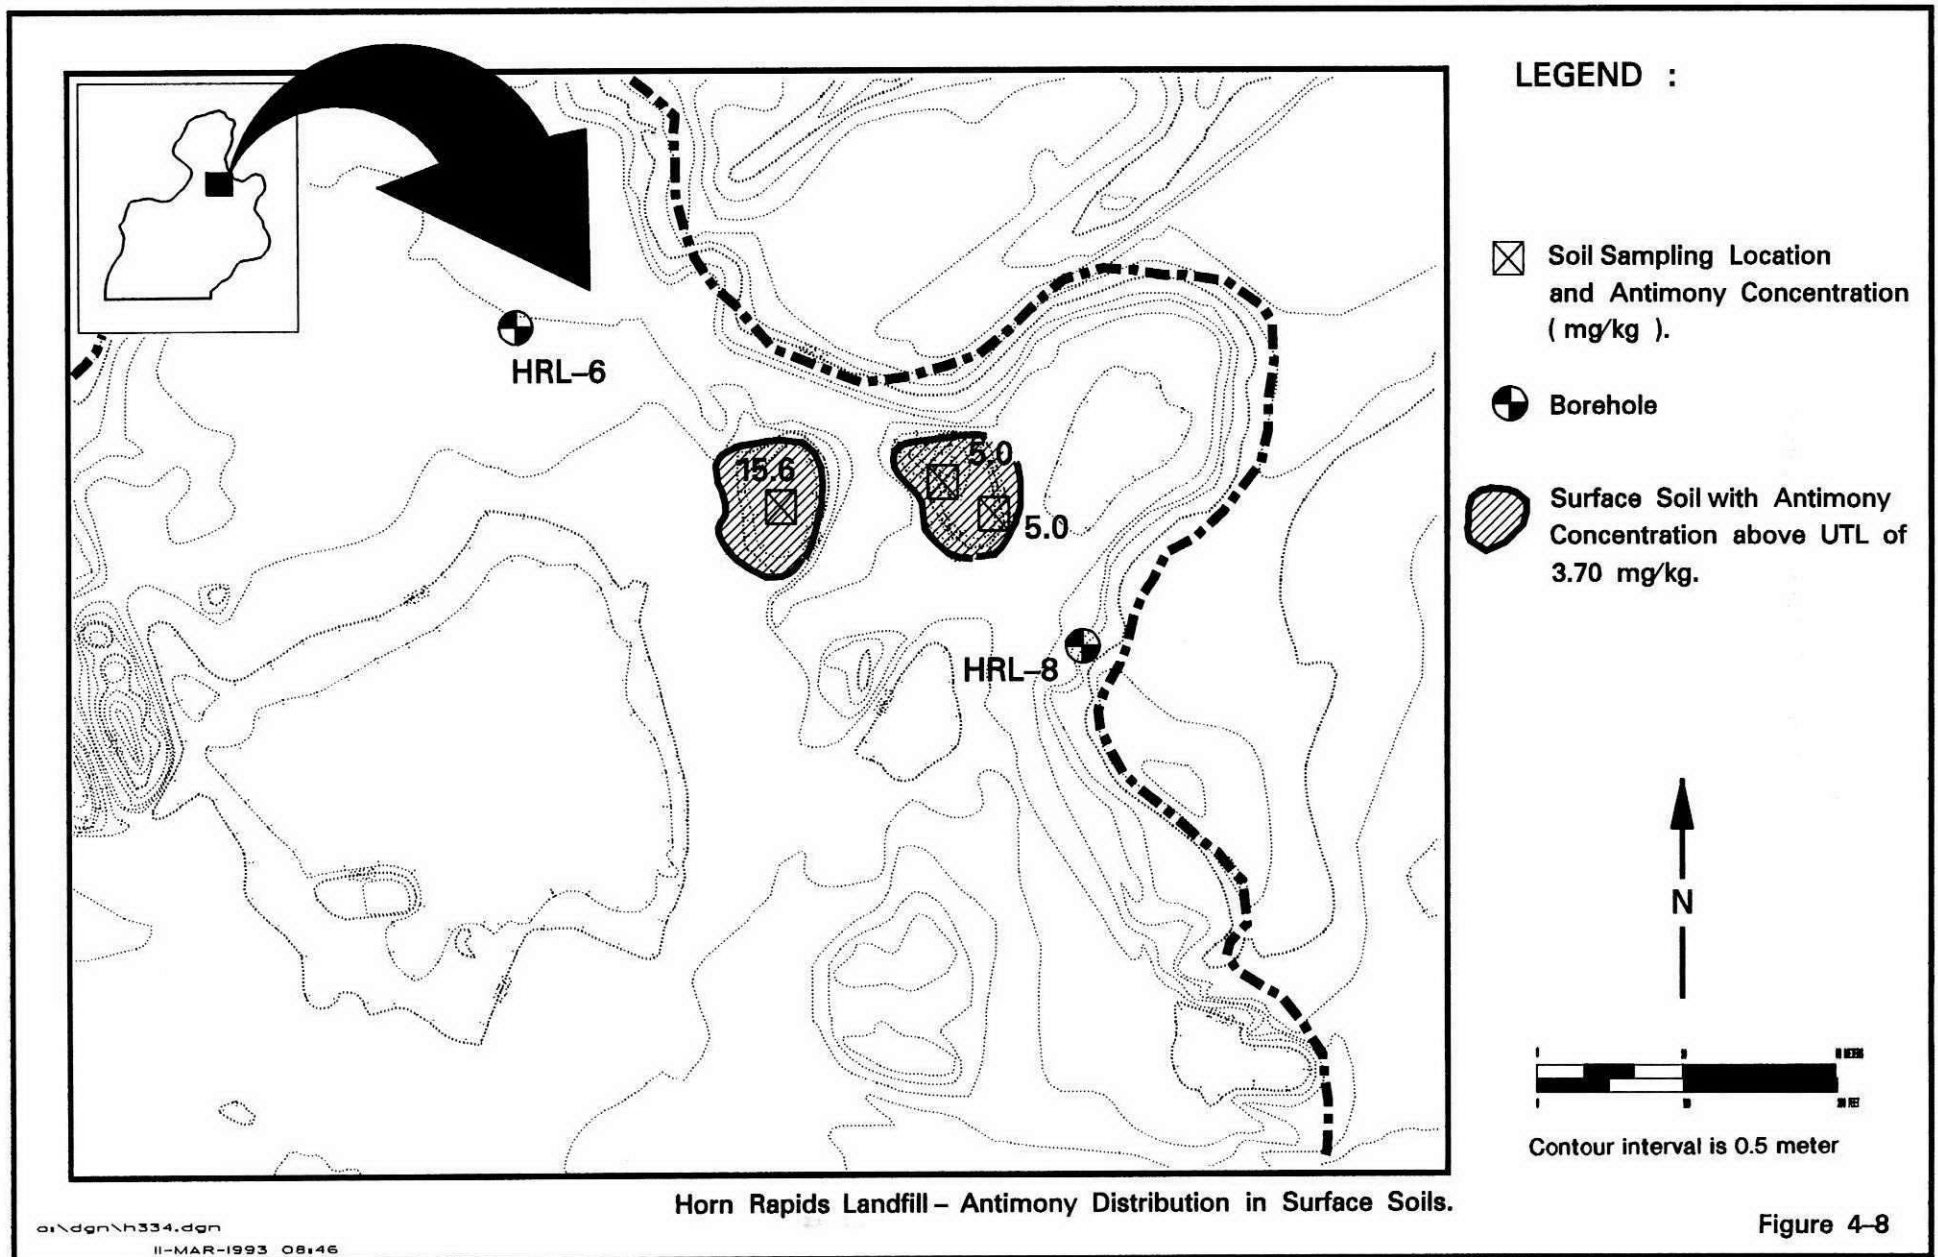 LEGEND :
Soil Sampling Location
and Antimony Concentration
( mg/kg ).
Borehole
Surface Soil with Antimony
Concentration above UTL of
3.70 mg/kg.
HRL–6
15.6
5.0
5.0
HRL–8
N
Contour interval is 0.5 meter
Horn Rapids Landfill – Antimony Distribution in Surface Soils.
Figure 4–8
a:\dgn\h334.dgn
11-MAR-1993 08:46